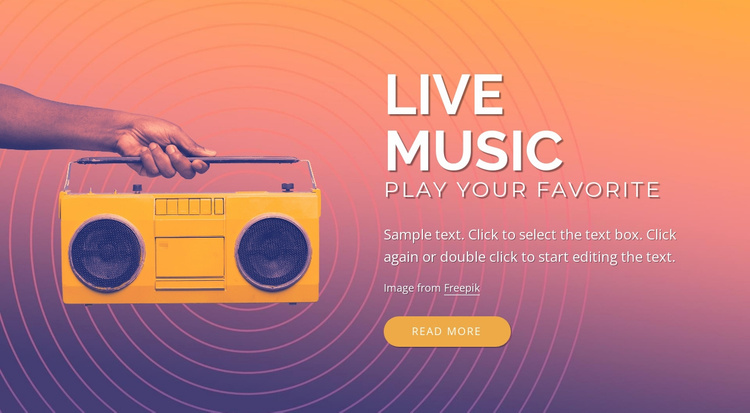 LIVE
MUSIC
PLAY YOUR FAVORITE
Sample text. Click to select the text box. Click
again or double click to start editing the text.
Image from Freepik
READ MORE